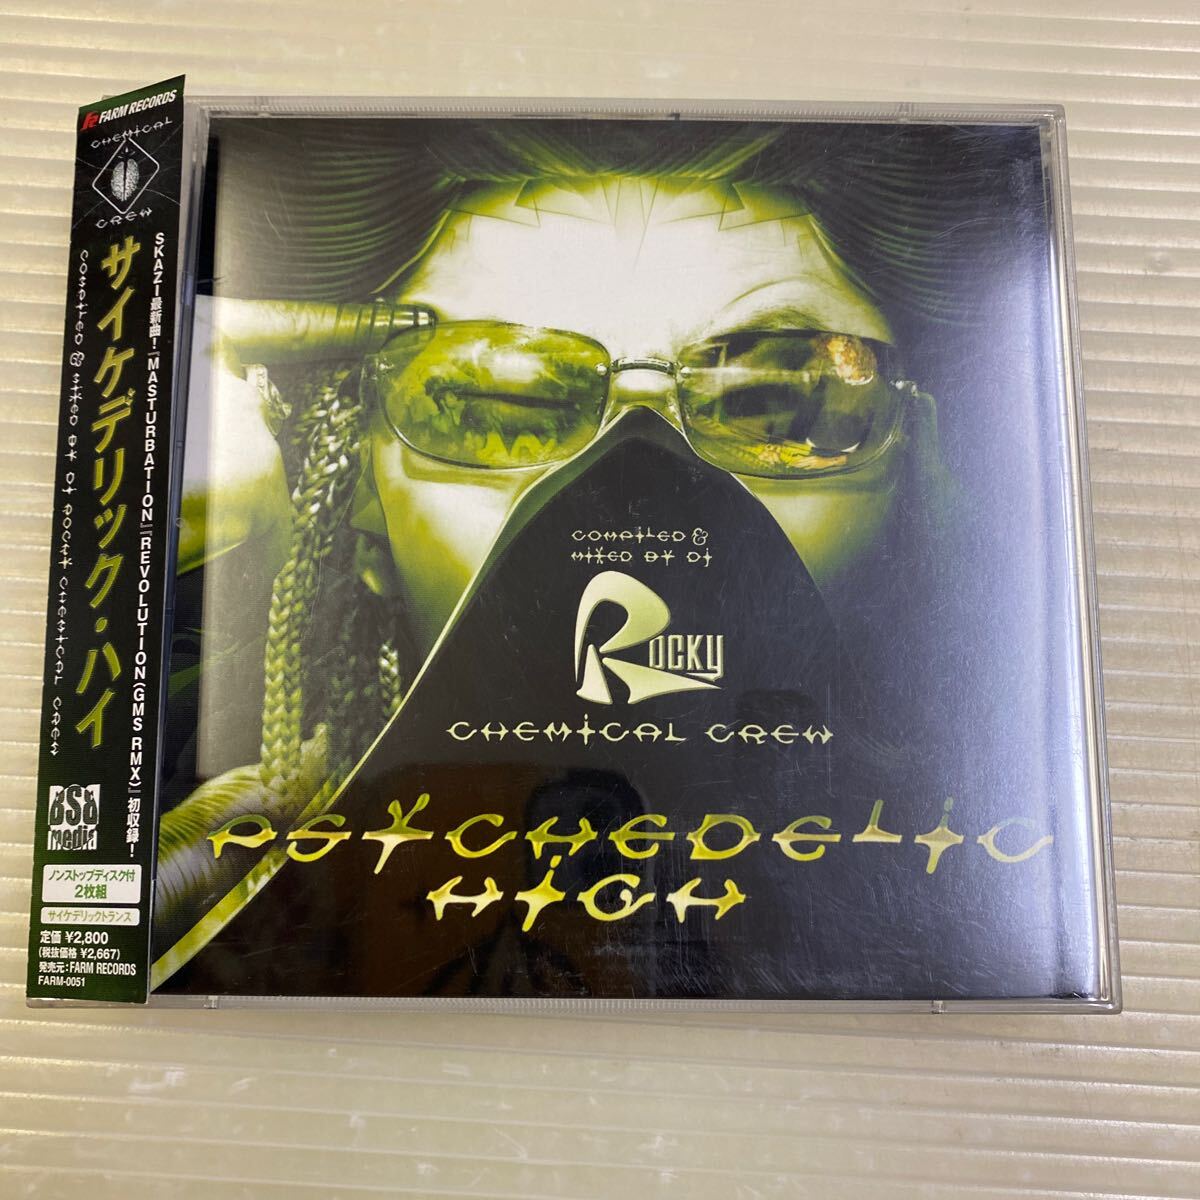 FARM RECORDS
CHEMICAL
CREW
サイケデリック・ハイ
COMPILED & MIXED BY DJ ROCKY CHEMICAL CREW
SKAZI最新曲!『MASTURBATION』『REVOLUTION(GMS RMX)』初収録!
BSB
media
ノンストップディスク付
2枚組
サイケデリックトランス
定価 ¥2,800
(税抜価格 ¥2,667)
発売元:FARM RECORDS
FARM-0051
COMPILED &
MIXED BY DJ
ROCKY
CHEMICAL CREW
PSYCHEDELIC
HIGH